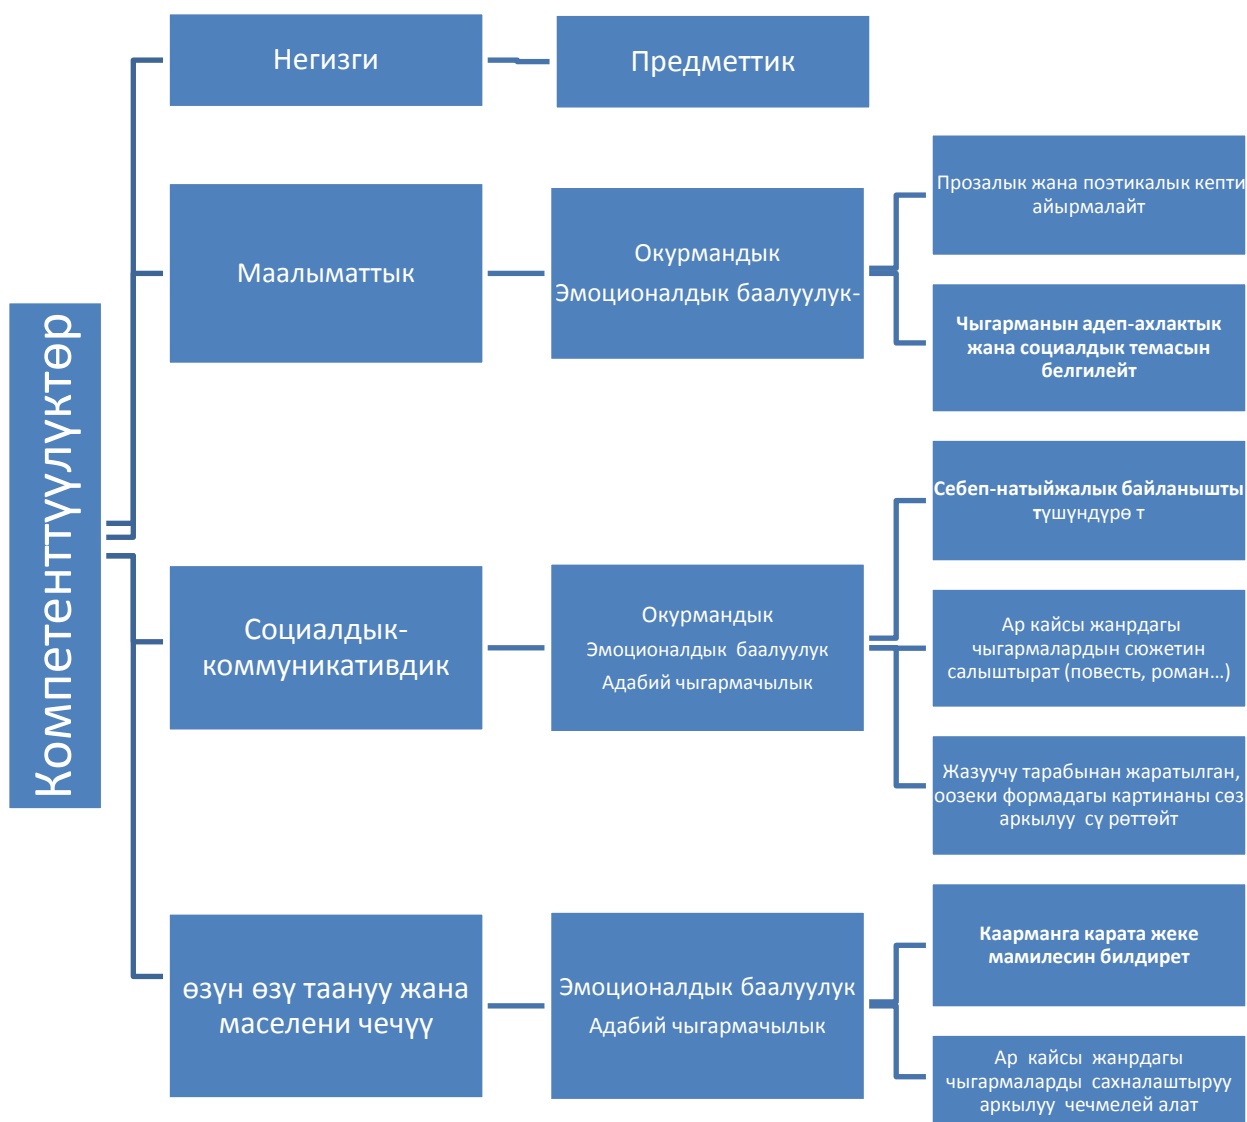 Компетенттүүлүктөр
Негизги
Предметтик
Маалыматтык
Окурмандык
Эмоционалдык баалуулук-
Прозалык жана поэтикалык кепти
айырмалайт
Чыгарманын адеп-ахлактык
жана социалдык темасын
белгилейт
Социалдык-
коммуникативдик
Окурмандык
Эмоционалдык баалуулук
Адабий чыгармачылык
Себеп-натыйжалык байланышты
түшүндүрө т
Ар кайсы жанрдагы
чыгармалардын сюжетин
салыштырат (повесть, роман...)
Жазуучу тарабынан жаратылган,
оозеки формадагы картинаны сөз
аркылуу сү рөттөйт
өзүн өзү таануу жана
маселени чечүү
Эмоционалдык баалуулук
Адабий чыгармачылык
Каарманга карата жеке
мамилесин билдирет
Ар кайсы жанрдагы
чыгармаларды сахналаштыруу
аркылуу чечмелей алат